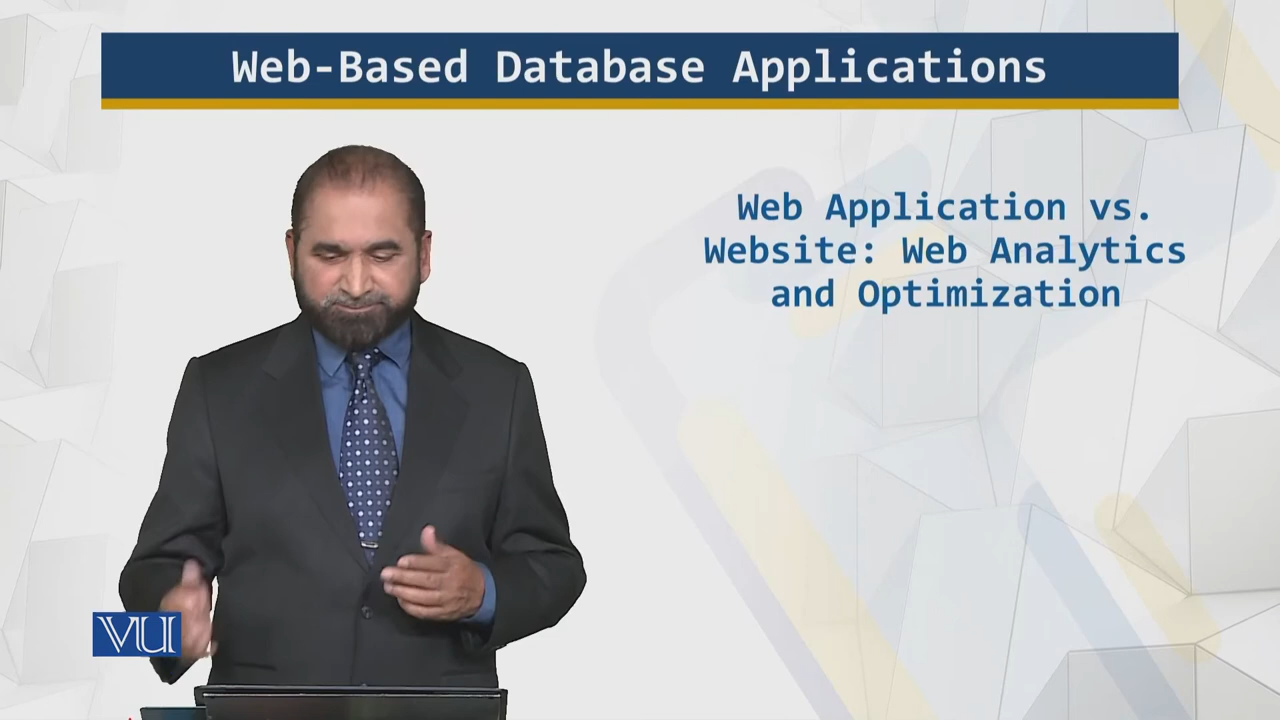 Web-Based Database Applications
Web Application vs.
Website: Web Analytics
and Optimization
VU